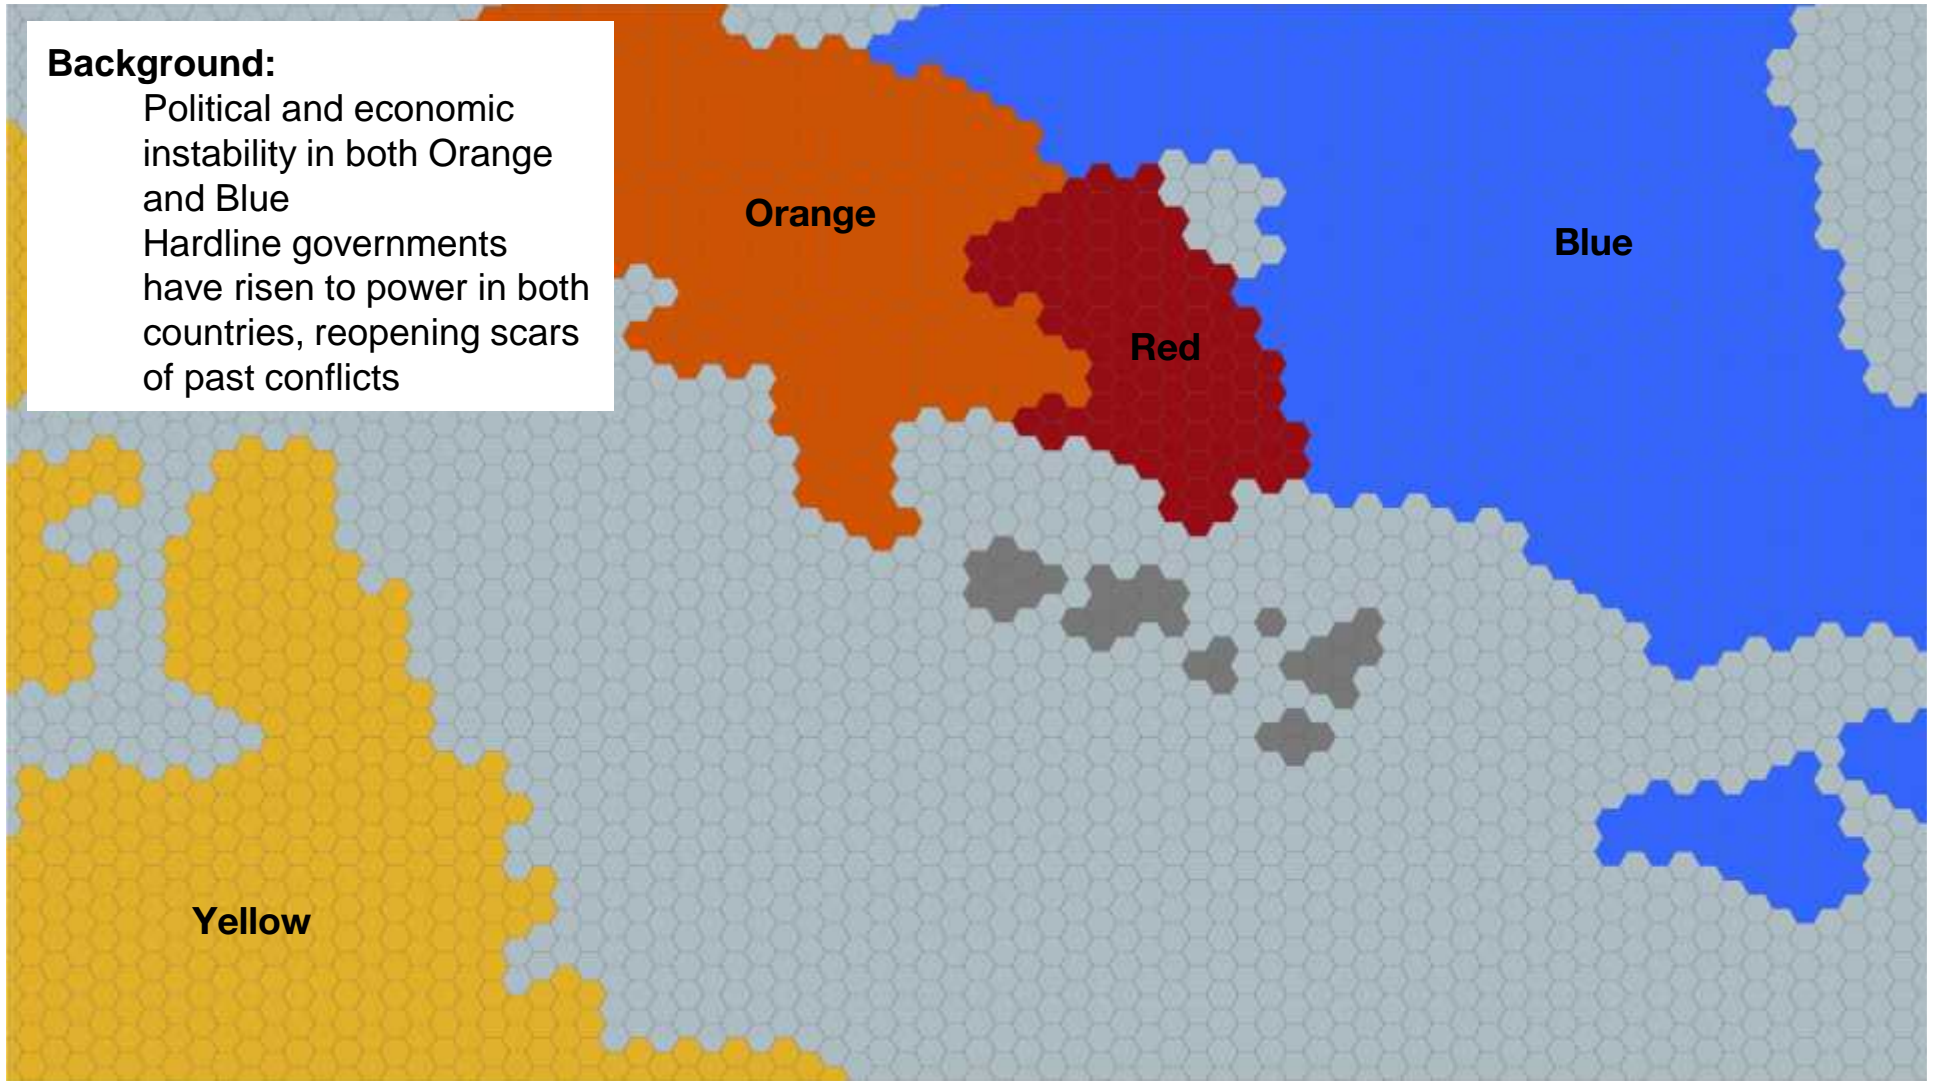 Background:
Political and economic
instability in both Orange
and Blue
Hardline governments
have risen to power in both
countries, reopening scars
of past conflicts
Orange
Blue
Red
Yellow